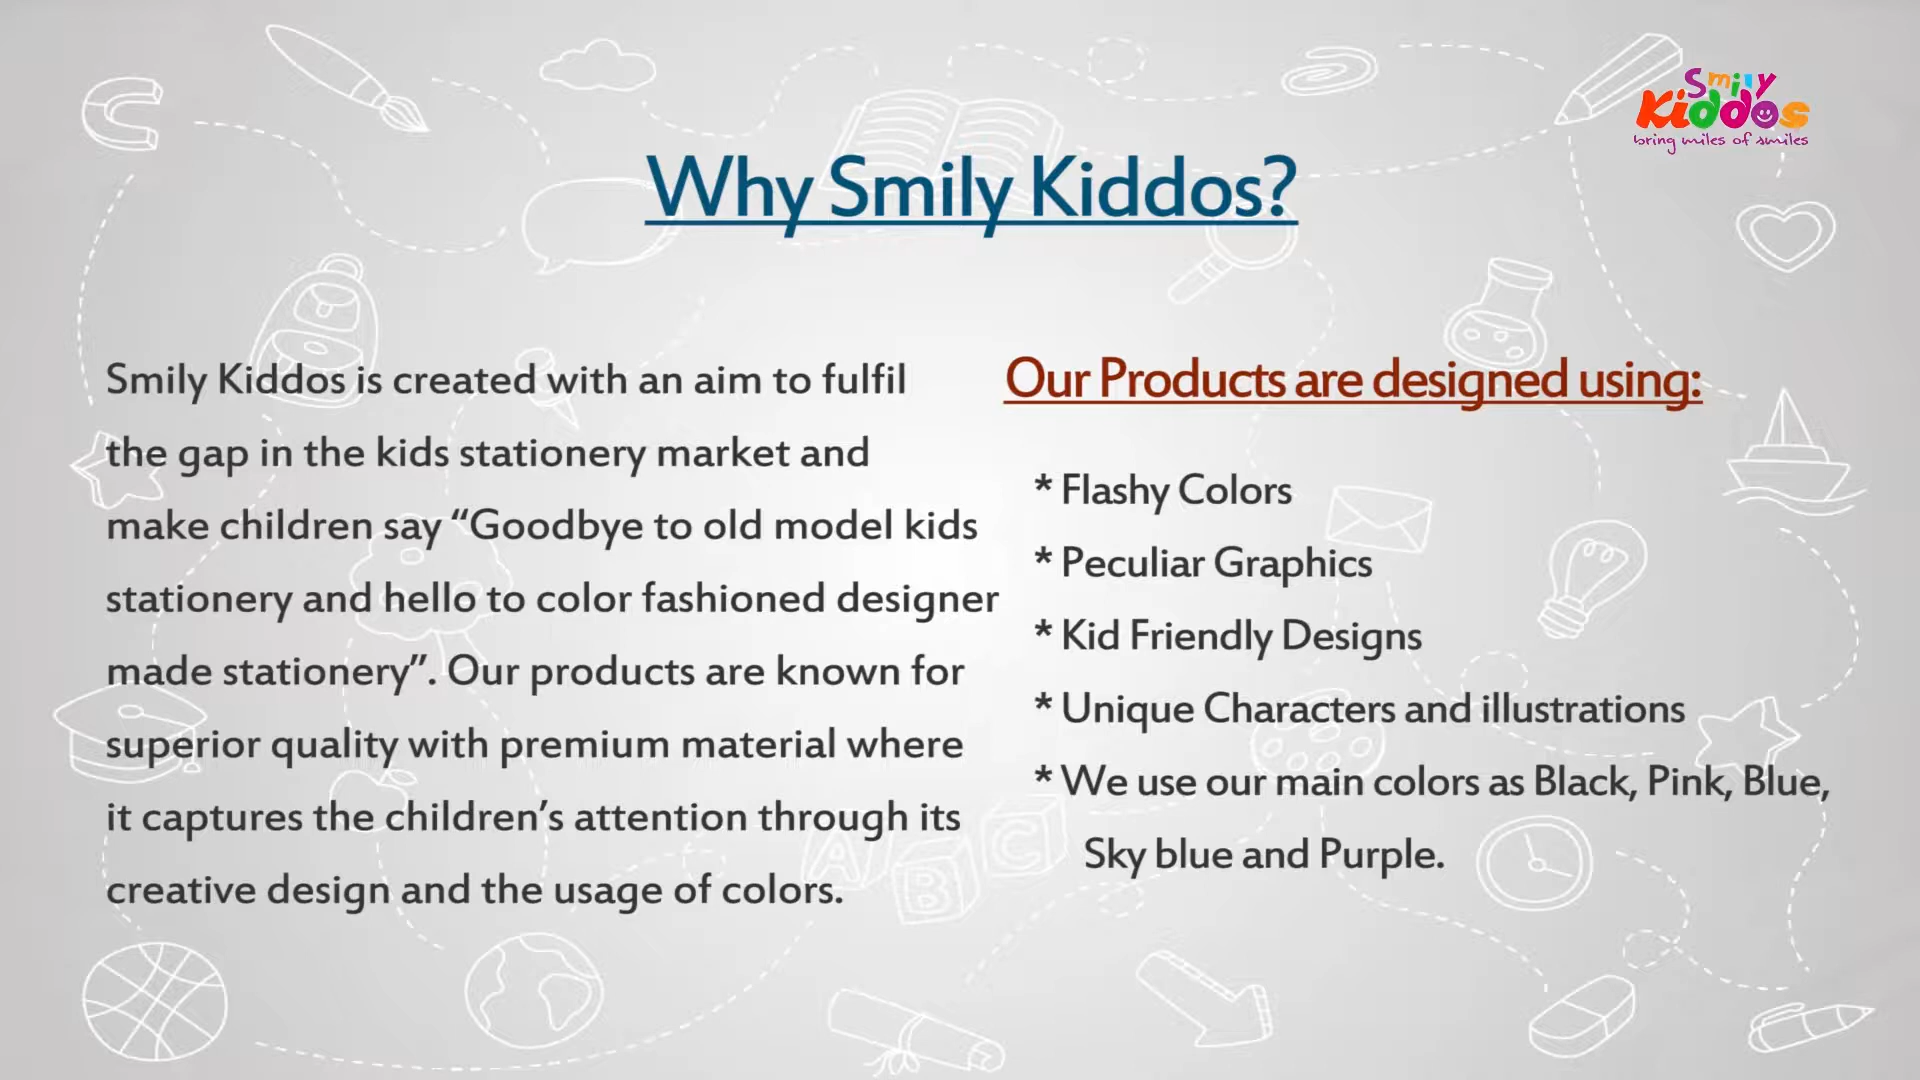 Smily
Kiddos
bring miles of smiles
Why Smily Kiddos?
Smily Kiddos is created with an aim to fulfil
the gap in the kids stationery market and
make children say “Goodbye to old model kids
stationery and hello to color fashioned designer
made stationery”. Our products are known for
superior quality with premium material where
it captures the children’s attention through its
creative design and the usage of colors.
Our Products are designed using:
* Flashy Colors
* Peculiar Graphics
* Kid Friendly Designs
* Unique Characters and illustrations
* We use our main colors as Black, Pink, Blue,
Sky blue and Purple.
A
B
C